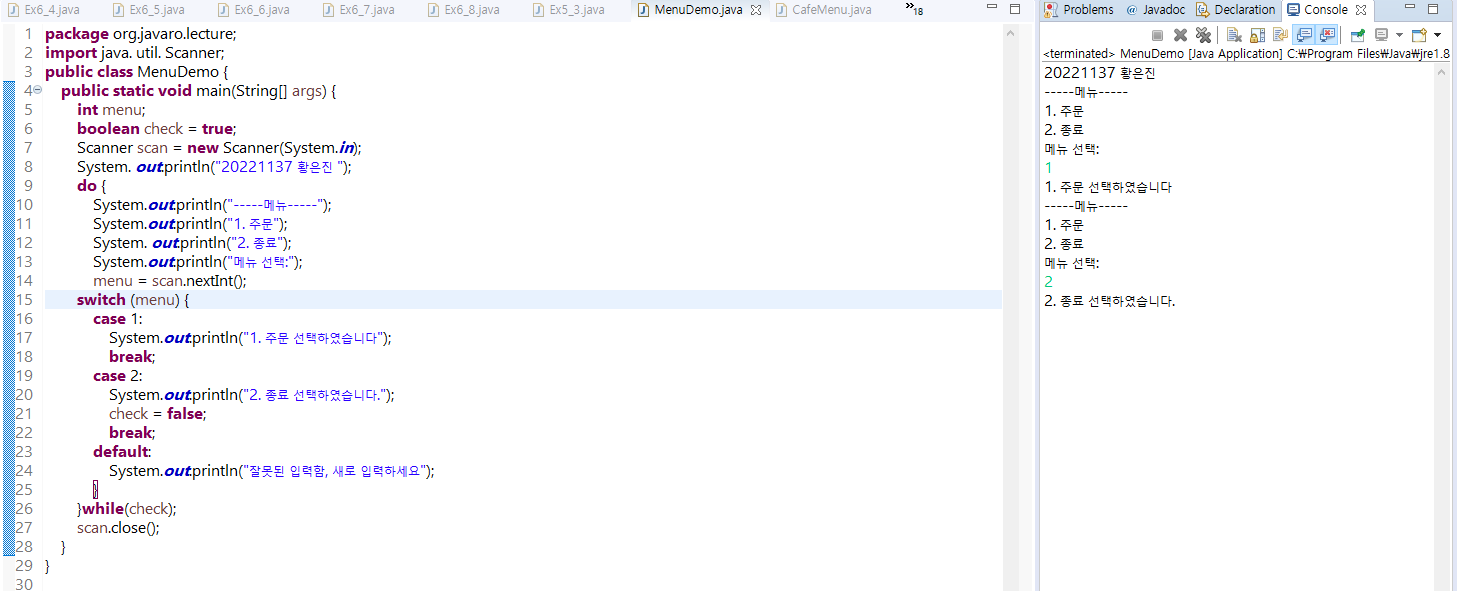 Ex6_4.java Ex6_5.java Ex6_6.java Ex6_7.java Ex6_8.java Ex5_3.java MenuDemo.java CafeMenu.java »18
1 package org.javaro.lecture;
2 import java. util. Scanner;
3 public class MenuDemo {
4 public static void main(String[] args) {
5 int menu;
6 boolean check = true;
7 Scanner scan = new Scanner(System.in);
8 System. out.println("20221137 황은진 ");
9 do {
10 System.out.println("-----메뉴-----");
11 System.out.println("1. 주문");
12 System. out.println("2. 종료");
13 System.out.println("메뉴 선택:");
14 menu = scan.nextInt();
15 switch (menu) {
16 case 1:
17 System.out.println("1. 주문 선택하였습니다");
18 break;
19 case 2:
20 System.out.println("2. 종료 선택하였습니다.");
21 check = false;
22 break;
23 default:
24 System.out.println("잘못된 입력함, 새로 입력하세요");
25 }
26 }while(check);
27 scan.close();
28 }
29 }
30
Problems @ Javadoc Declaration Console
<terminated> MenuDemo [Java Application] C:₩Program Files₩Java₩jre1.8
20221137 황은진
-----메뉴-----
1. 주문
2. 종료
메뉴 선택:
1
1. 주문 선택하였습니다
-----메뉴-----
1. 주문
2. 종료
메뉴 선택:
2
2. 종료 선택하였습니다.